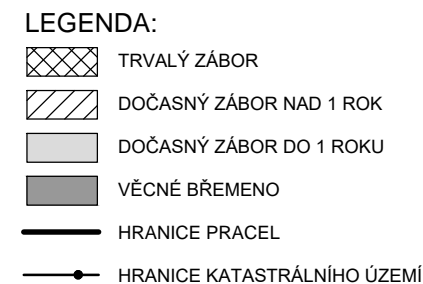 LEGENDA:
TRVALÝ ZÁBOR
DOČASNÝ ZÁBOR NAD 1 ROK
DOČASNÝ ZÁBOR DO 1 ROKU
VĚCNÉ BŘEMENO
HRANICE PRACEL
HRANICE KATASTRÁLNÍHO ÚZEMÍ